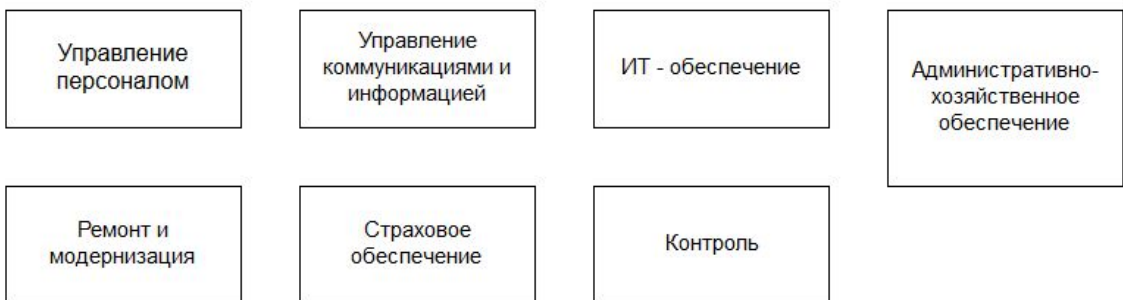 Управление
персоналом
Управление
коммуникациями и
информацией
ИТ - обеспечение
Административно-
хозяйственное
обеспечение
Ремонт и
модернизация
Страховое
обеспечение
Контроль